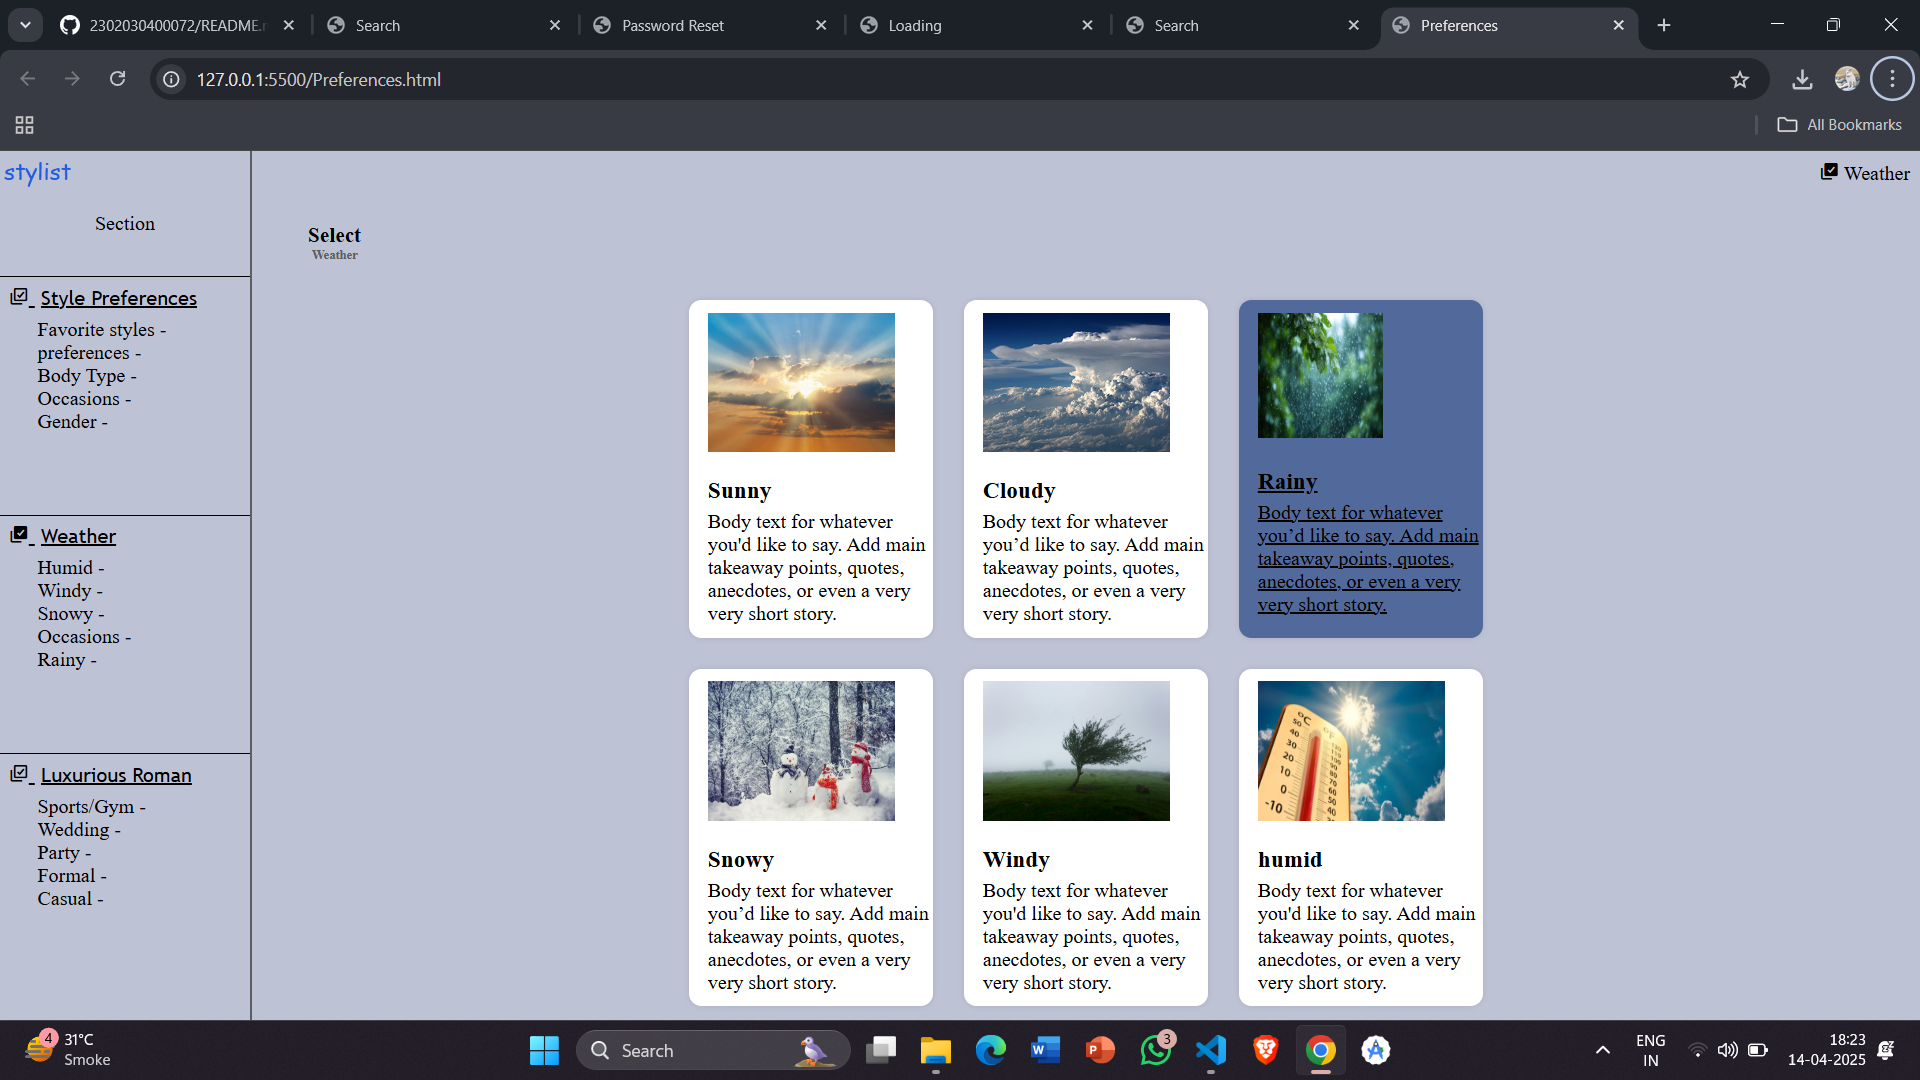 2302030400072/README.m
Search
Password Reset
Loading
Search
Preferences
127.0.0.1:5500/Preferences.html
All Bookmarks
stylist
Weather
Section
Select
Weather
Style Preferences
Favorite styles -
preferences -
Body Type -
Occasions -
Gender -
Weather
Humid -
Windy -
Snowy -
Occasions -
Rainy -
Luxurious Roman
Sports/Gym -
Wedding -
Party -
Formal -
Casual -
Sunny
Body text for whatever
you'd like to say. Add main
takeaway points, quotes,
anecdotes, or even a very
very short story.
Cloudy
Body text for whatever
you’d like to say. Add main
takeaway points, quotes,
anecdotes, or even a very
very short story.
Rainy
Body text for whatever
you’d like to say. Add main
takeaway points, quotes,
anecdotes, or even a very
very short story.
Snowy
Body text for whatever
you’d like to say. Add main
takeaway points, quotes,
anecdotes, or even a very
very short story.
Windy
Body text for whatever
you'd like to say. Add main
takeaway points, quotes,
anecdotes, or even a very
very short story.
humid
Body text for whatever
you'd like to say. Add main
takeaway points, quotes,
anecdotes, or even a very
very short story.
4
31°C
Smoke
Search
3
ENG
IN
18:23
14-04-2025